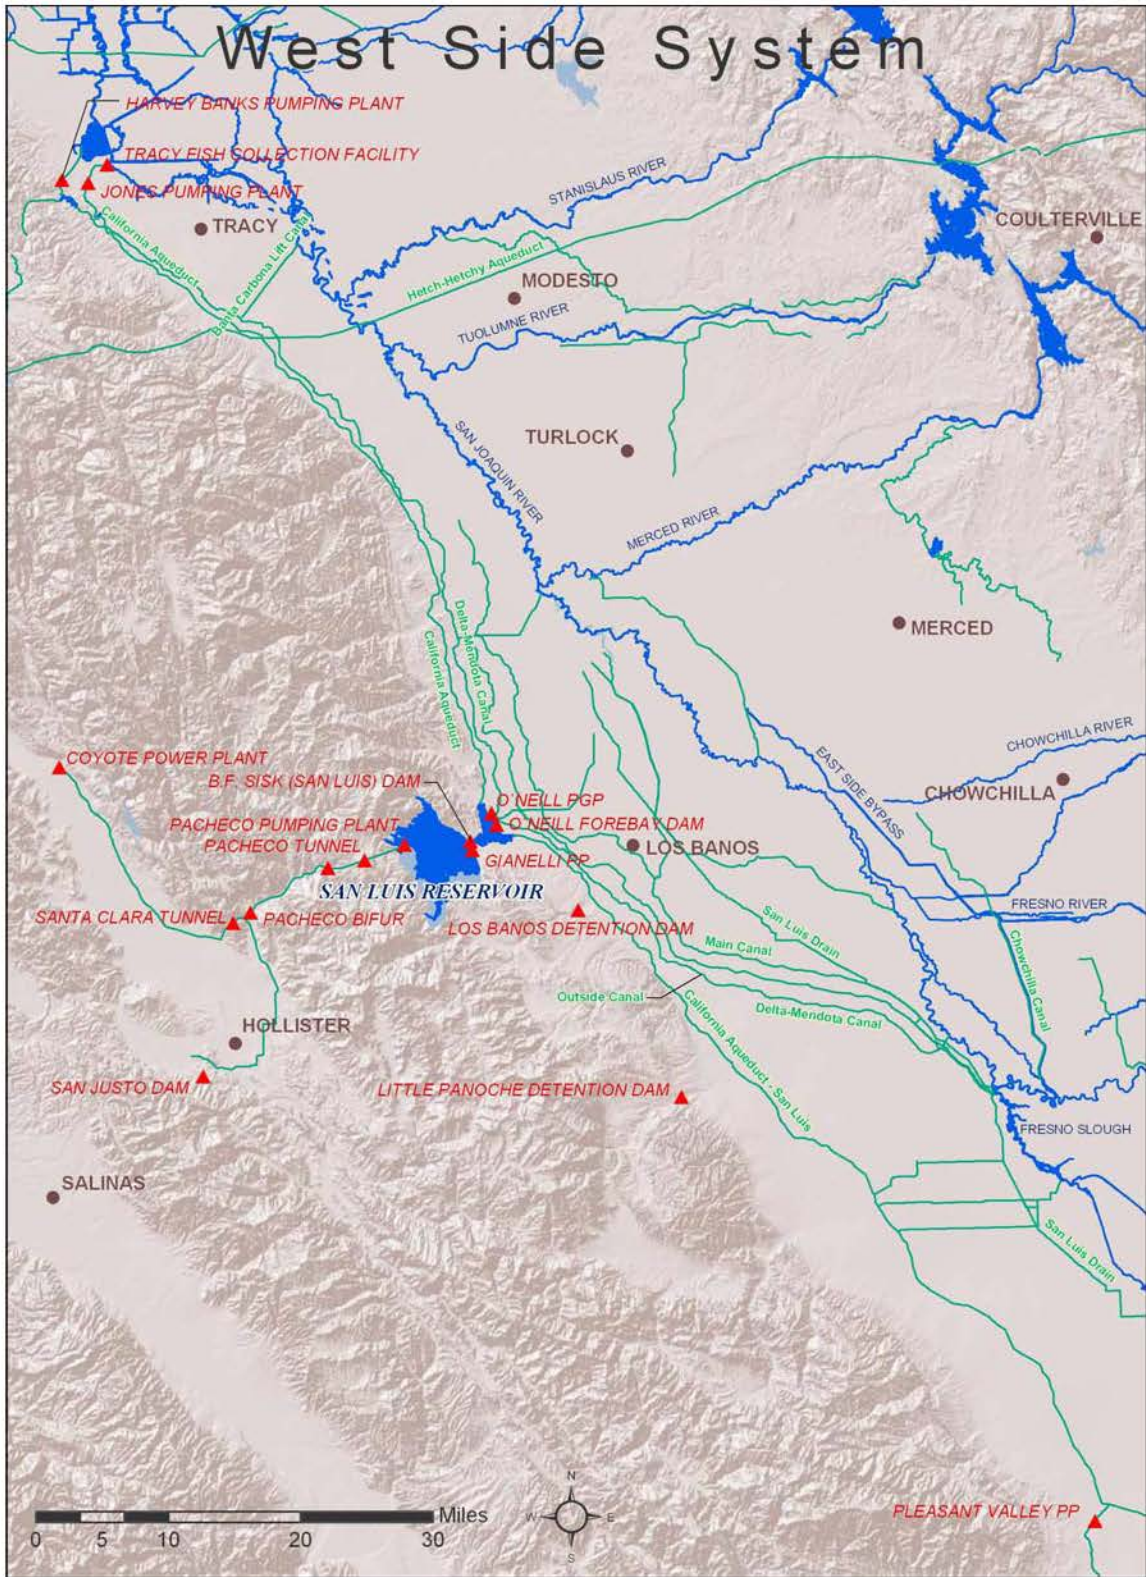 West Side System
HARVEY BANKS PUMPING PLANT
TRACY FISH COLLECTION FACILITY
JONES PUMPING PLANT
STANISLAUS RIVER
COULTERVILLE
TRACY
California Aqueduct
Banta Carbona Lift Canal
Hetch-Hetchy Aqueduct
MODESTO
TUOLUMNE RIVER
TURLOCK
SAN JOAQUIN RIVER
MERCED RIVER
MERCED
Delta-Mendota Canal
California Aqueduct
CHOWCHILLA RIVER
EAST SIDE BYPASS
CHOWCHILLA
COYOTE POWER PLANT
B.F. SISK (SAN LUIS) DAM
O'NEILL PGP
PACHECO PUMPING PLANT
O'NEILL FOREBAY DAM
PACHECO TUNNEL
GIANELLI PP
LOS BANOS
SAN LUIS RESERVOIR
SANTA CLARA TUNNEL
PACHECO BIFUR
LOS BANOS DETENTION DAM
FRESNO RIVER
San Luis Drain
Main Canal
Chowchilla Canal
Outside Canal
Delta-Mendota Canal
California Aqueduct - San Luis
HOLLISTER
SAN JUSTO DAM
LITTLE PANOCHE DETENTION DAM
FRESNO SLOUGH
SALINAS
San Luis Drain
PLEASANT VALLEY PP
Miles
0 5 10 20 30
N
W E
S